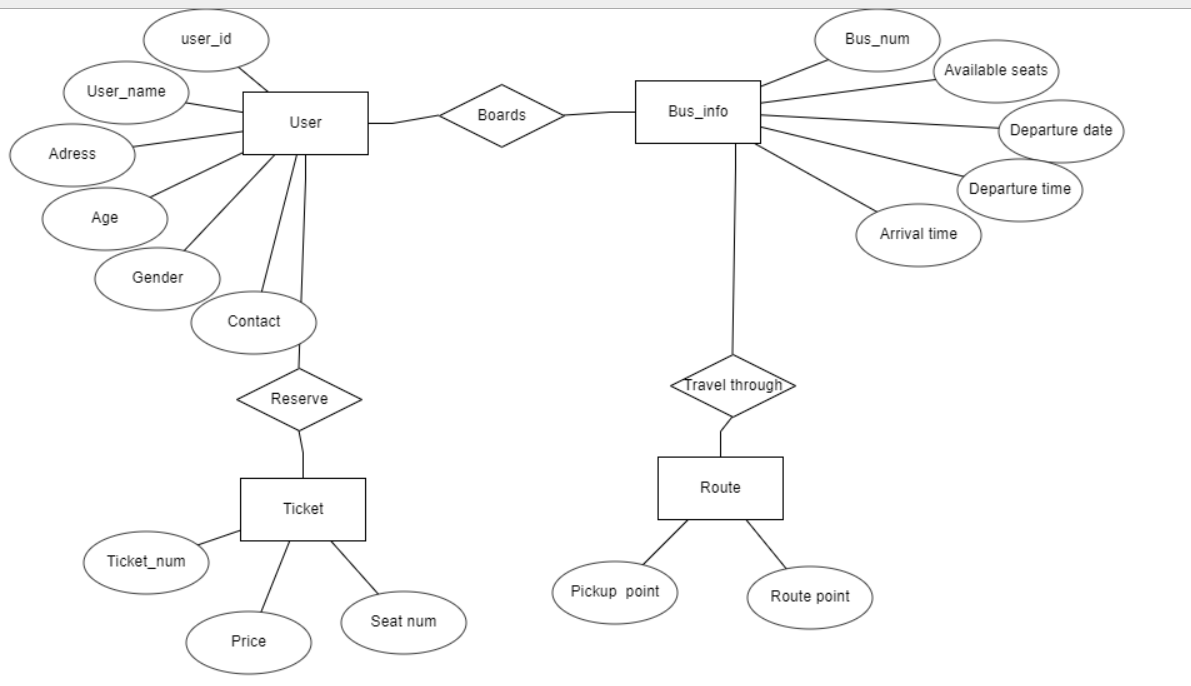 user_id
Bus_num
Available seats
User_name
User
Boards
Bus_info
Departure date
Adress
Departure time
Age
Arrival time
Gender
Contact
Travel through
Reserve
Route
Ticket
Ticket_num
Pickup point
Route point
Seat num
Price